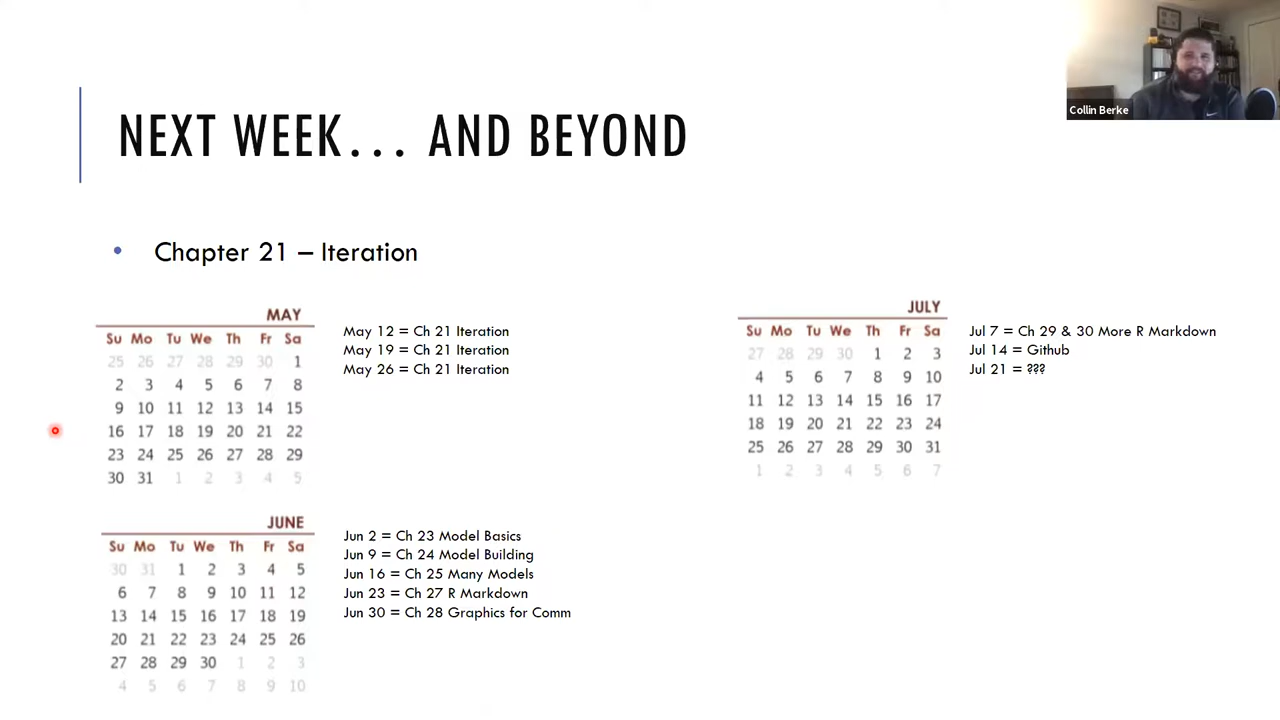 Collin Berke
NEXT WEEK... AND BEYOND
• Chapter 21 – Iteration
MAY
Su Mo Tu We Th Fr Sa
25 26 27 28 29 30 1
2 3 4 5 6 7 8
9 10 11 12 13 14 15
16 17 18 19 20 21 22
23 24 25 26 27 28 29
30 31 1 2 3 4 5
May 12 = Ch 21 Iteration
May 19 = Ch 21 Iteration
May 26 = Ch 21 Iteration
JUNE
Su Mo Tu We Th Fr Sa
30 31 1 2 3 4 5
6 7 8 9 10 11 12
13 14 15 16 17 18 19
20 21 22 23 24 25 26
27 28 29 30 1 2 3
4 5 6 7 8 9 10
Jun 2 = Ch 23 Model Basics
Jun 9 = Ch 24 Model Building
Jun 16 = Ch 25 Many Models
Jun 23 = Ch 27 R Markdown
Jun 30 = Ch 28 Graphics for Comm
JULY
Su Mo Tu We Th Fr Sa
27 28 29 30 1 2 3
4 5 6 7 8 9 10
11 12 13 14 15 16 17
18 19 20 21 22 23 24
25 26 27 28 29 30 31
1 2 3 4 5 6 7
Jul 7 = Ch 29 & 30 More R Markdown
Jul 14 = Github
Jul 21 = ???